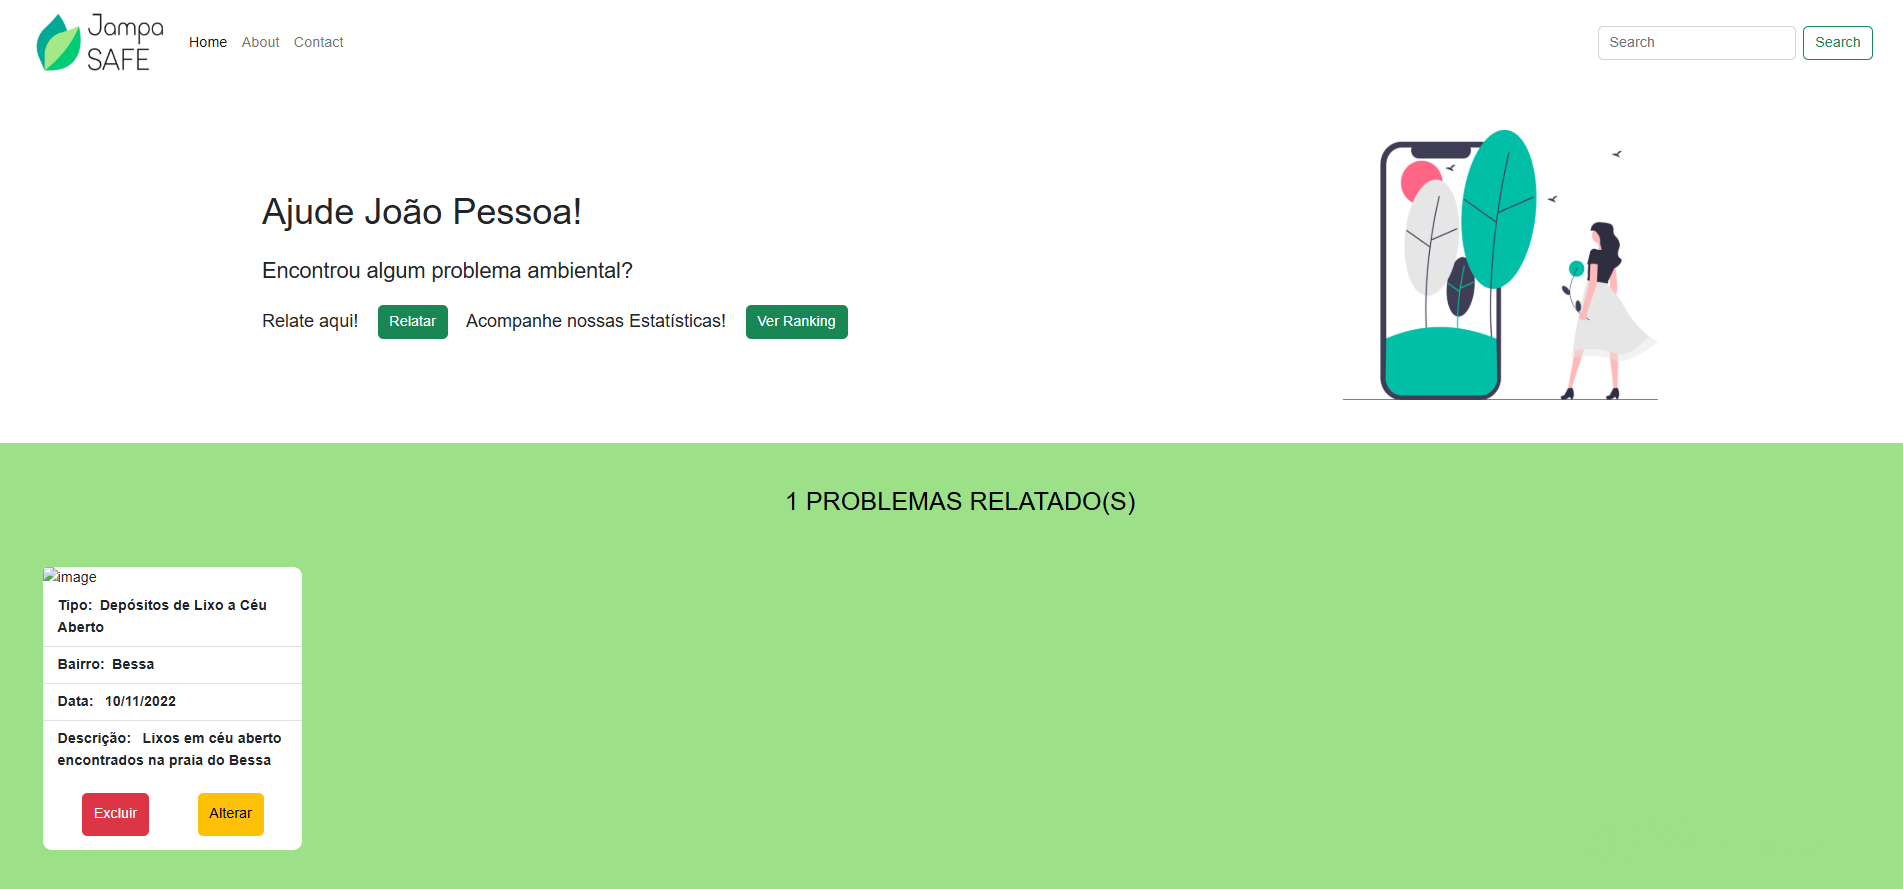 Jampa
SAFE
Home About Contact
Search
Search
Ajude João Pessoa!
Encontrou algum problema ambiental?
Relate aqui! Relatar Acompanhe nossas Estatísticas! Ver Ranking
1 PROBLEMAS RELATADO(S)
image
Tipo: Depósitos de Lixo a Céu
Aberto
Bairro: Bessa
Data: 10/11/2022
Descrição: Lixos em céu aberto
encontrados na praia do Bessa
Excluir Alterar